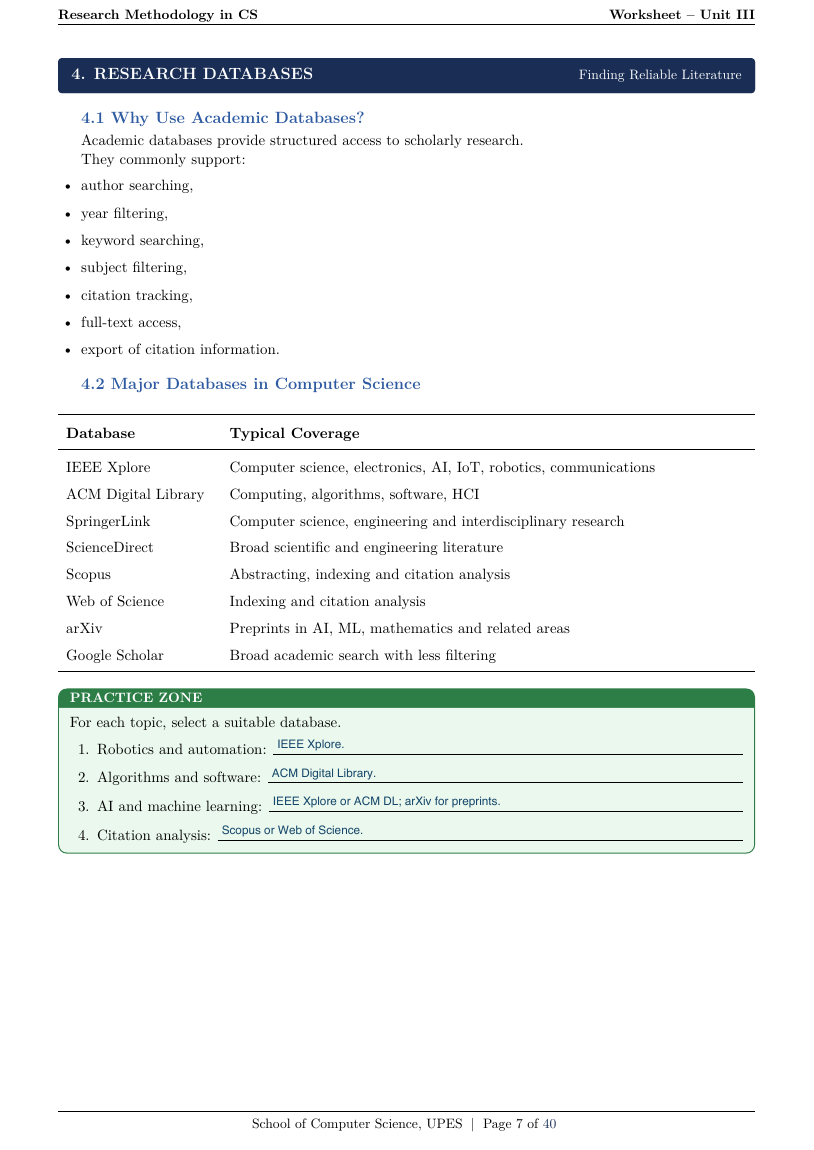 Research Methodology in CS Worksheet – Unit III
4. RESEARCH DATABASES Finding Reliable Literature
4.1 Why Use Academic Databases?
Academic databases provide structured access to scholarly research.
They commonly support:
• author searching,
• year filtering,
• keyword searching,
• subject filtering,
• citation tracking,
• full-text access,
• export of citation information.
4.2 Major Databases in Computer Science
Database Typical Coverage
IEEE Xplore Computer science, electronics, AI, IoT, robotics, communications
ACM Digital Library Computing, algorithms, software, HCI
SpringerLink Computer science, engineering and interdisciplinary research
ScienceDirect Broad scientific and engineering literature
Scopus Abstracting, indexing and citation analysis
Web of Science Indexing and citation analysis
arXiv Preprints in AI, ML, mathematics and related areas
Google Scholar Broad academic search with less filtering
PRACTICE ZONE
For each topic, select a suitable database.
1. Robotics and automation: IEEE Xplore.
2. Algorithms and software: ACM Digital Library.
3. AI and machine learning: IEEE Xplore or ACM DL; arXiv for preprints.
4. Citation analysis: Scopus or Web of Science.
School of Computer Science, UPES | Page 7 of 40